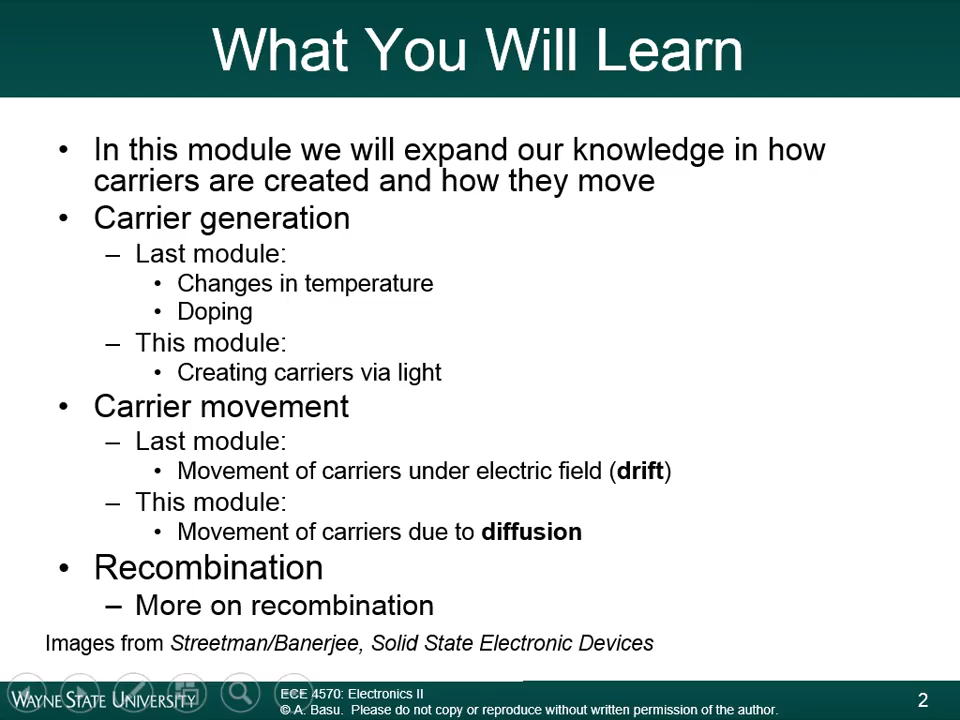 What You Will Learn
• In this module we will expand our knowledge in how
carriers are created and how they move
• Carrier generation
– Last module:
• Changes in temperature
• Doping
– This module:
• Creating carriers via light
• Carrier movement
– Last module:
• Movement of carriers under electric field (drift)
– This module:
• Movement of carriers due to diffusion
• Recombination
– More on recombination
Images from Streetman/Banerjee, Solid State Electronic Devices
WAYNE STATE UNIVERSITY
ECE 4570: Electronics II
© A. Basu. Please do not copy or reproduce without written permission of the author.
2